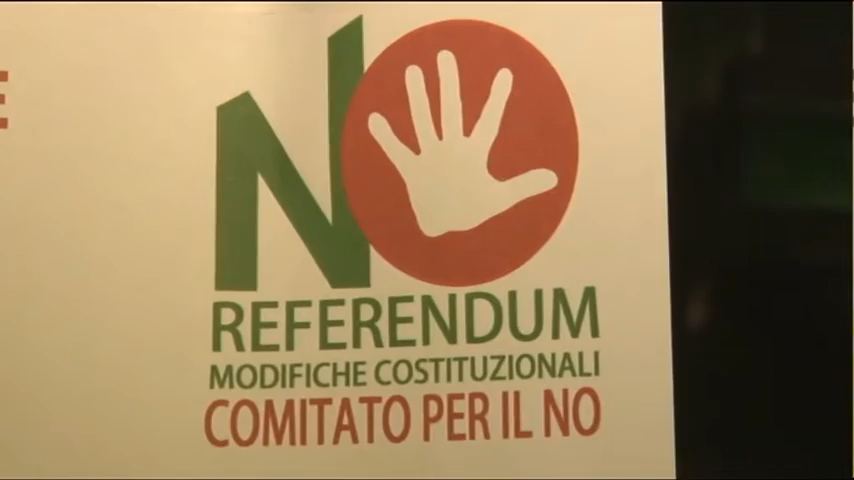 E
NO
REFERENDUM
MODIFICHE COSTITUZIONALI
COMITATO PER IL NO